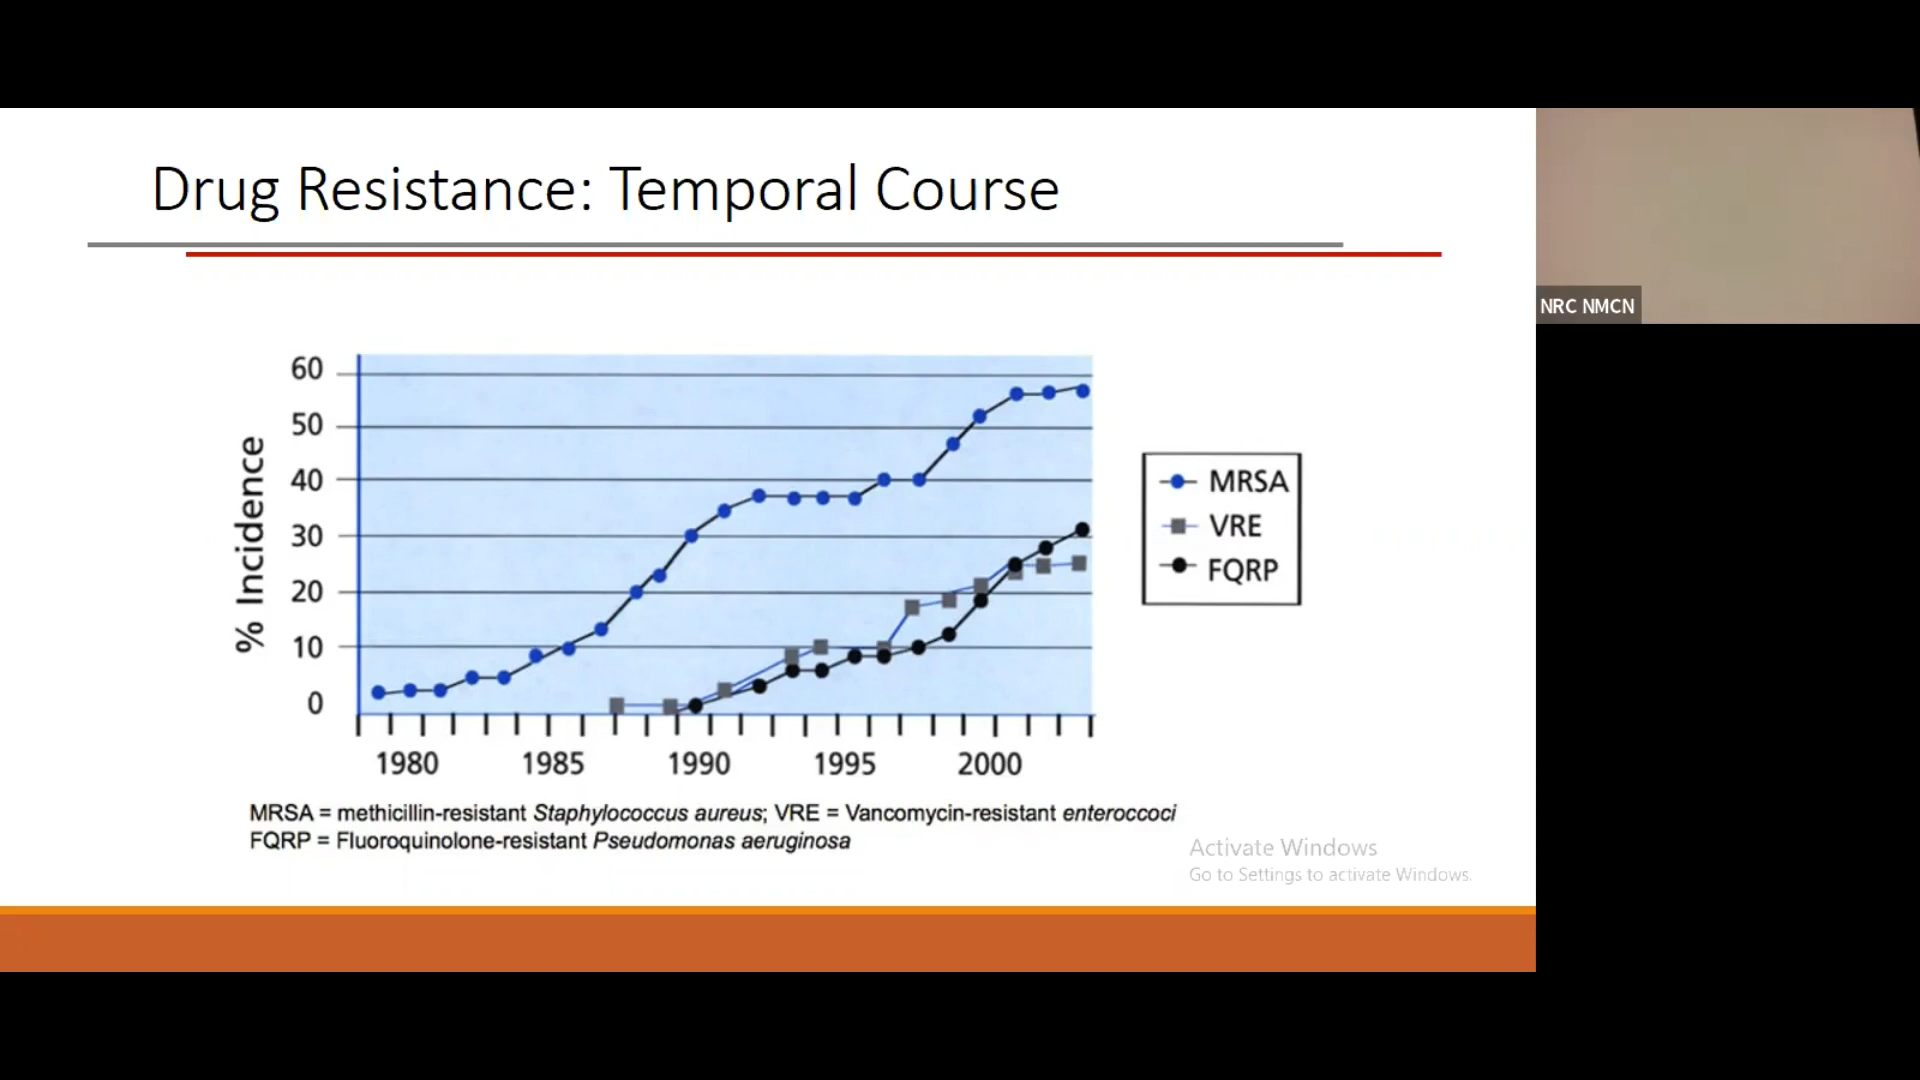 Drug Resistance: Temporal Course
NRC NMCN
60
50
40
30
20
10
0
% Incidence
1980 1985 1990 1995 2000
MRSA
VRE
FQRP
MRSA = methicillin-resistant Staphylococcus aureus; VRE = Vancomycin-resistant enteroccoci
FQRP = Fluoroquinolone-resistant Pseudomonas aeruginosa
Activate Windows
Go to Settings to activate Windows.